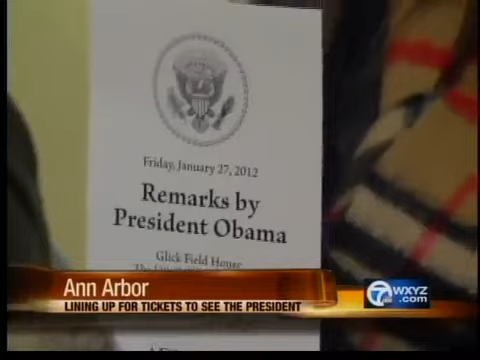 Friday, January 27, 2012
Remarks by
President Obama
Glick Field House
Ann Arbor
LINING UP FOR TICKETS TO SEE THE PRESIDENT
7 WXYZ
.com